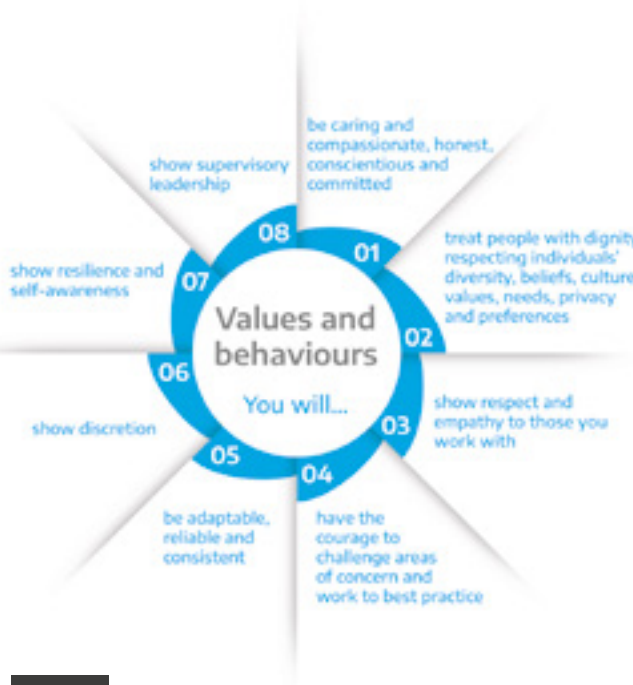 Values and
behaviours
You will...
01
be caring and
compassionate, honest,
conscientious and
committed
02
treat people with dignity
respecting individuals'
diversity, beliefs, culture
values, needs, privacy
and preferences
03
show respect and
empathy to those you
work with
04
have the
courage to
challenge areas
of concern and
work to best practice
05
be adaptable,
reliable and
consistent
06
show discretion
07
show resilience and
self-awareness
08
show supervisory
leadership